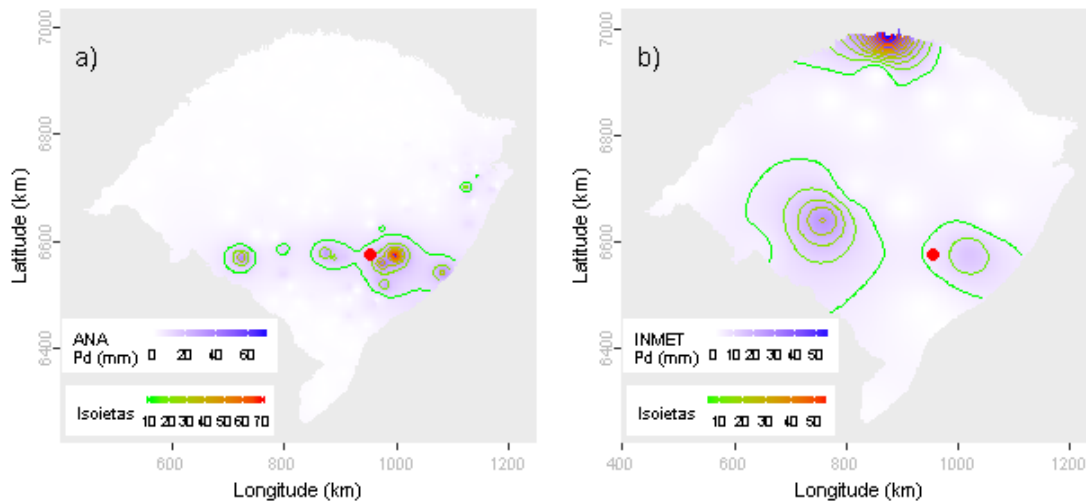 a)
7000
6800
6600
6400
Latitude (km)
ANA
Pd (mm)
0 20 40 60
Isoietas
10 20 30 40 50 60 70
600 800 1000 1200
Longitude (km)
b)
7000
6800
6600
6400
Latitude (km)
INMET
Pd (mm)
0 10 20 30 40 50
Isoietas
10 20 30 40 50
400 600 800 1000 1200
Longitude (km)